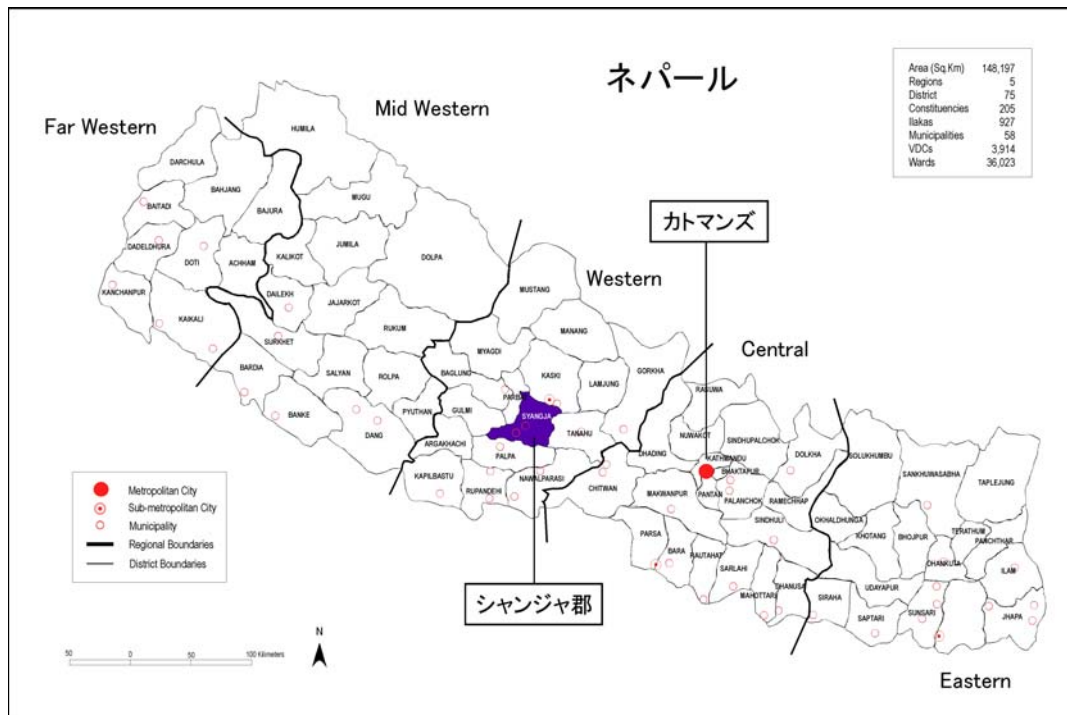 ネパール
Area (Sq.Km) 148,197
Regions 5
District 75
Constituencies 205
Ilakas 927
Municipalities 58
VDCs 3,914
Wards 36,023
Far Western
Mid Western
Western
Central
Eastern
カトマンズ
シャンジャ郡
HUMILA
DARCHULA
BAHJANG
BAJURA
MUGU
BAITADI
DADELDHURA
DOTI
ACHHAM
KALIKOT
JUMILA
DOLPA
KANCHANPUR
KAIKALI
DAILEKH
JAJARKOT
SURKHET
RUKUM
BARDIA
SALYAN
ROLPA
BANKE
DANG
PYUTHAN
MUSTANG
MANANG
MYAGDI
BAGLUNG
KASKI
LAMJUNG
GORKHA
PARBA
GULMI
SYANGJA
TANAHU
ARGAKHACHI
PALPA
KAPILBASTU
RUPANDEHI
NAWALPARASI
RASUWA
NUWAKOT
SINDHUPALCHOK
DHADING
KATHMANDU
BHAKTAPUR
DOLKHA
CHITWAN
MAKWANPUR
PANTAN
PALANCHOK
RAMECHHAP
SINDHULI
PARSA
BARA
RAUTAHAT
SARLAHI
MAHOTTARI
DHANUSA
SOLUKHUMBU
SANKHUWASABHA
TAPLEJUNG
OKHALDHUNGA
KHOTANG
BHOJPUR
TERATHUM
PANCHTHAR
DHANKUTA
ILAM
UDAYAPUR
SIRAHA
SAPTARI
SUNSARI
JHAPA
Metropolitan City
Sub-metropolitan City
Municipality
Regional Boundaries
District Boundaries
N
50 0 50 100 Kilometers